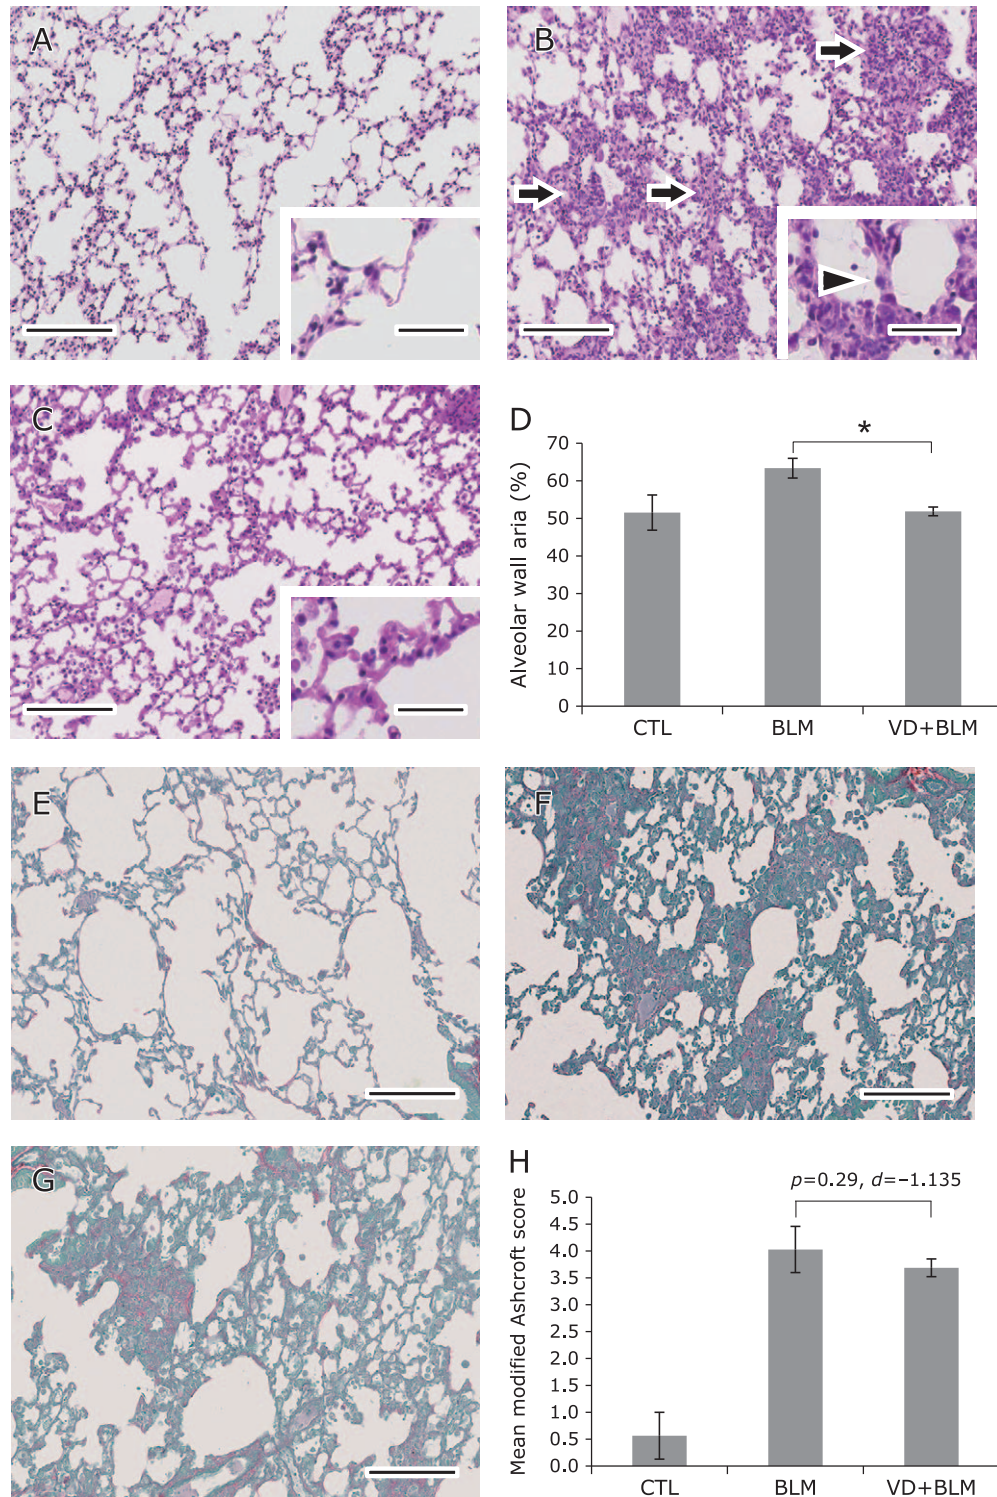 A
B
C
D
*
Alveolar wall aria (%)
70
60
50
40
30
20
10
0
CTL
BLM
VD+BLM
E
F
G
H
p=0.29, d=−1.135
Mean modified Ashcroft score
5.0
4.5
4.0
3.5
3.0
2.5
2.0
1.5
1.0
0.5
0.0
CTL
BLM
VD+BLM